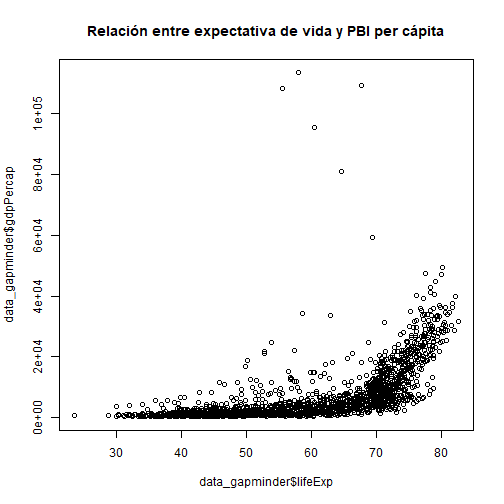 Relación entre expectativa de vida y PBI per cápita
data_gapminder$gdpPercap
0e+00
2e+04
4e+04
6e+04
8e+04
1e+05
30
40
50
60
70
80
data_gapminder$lifeExp